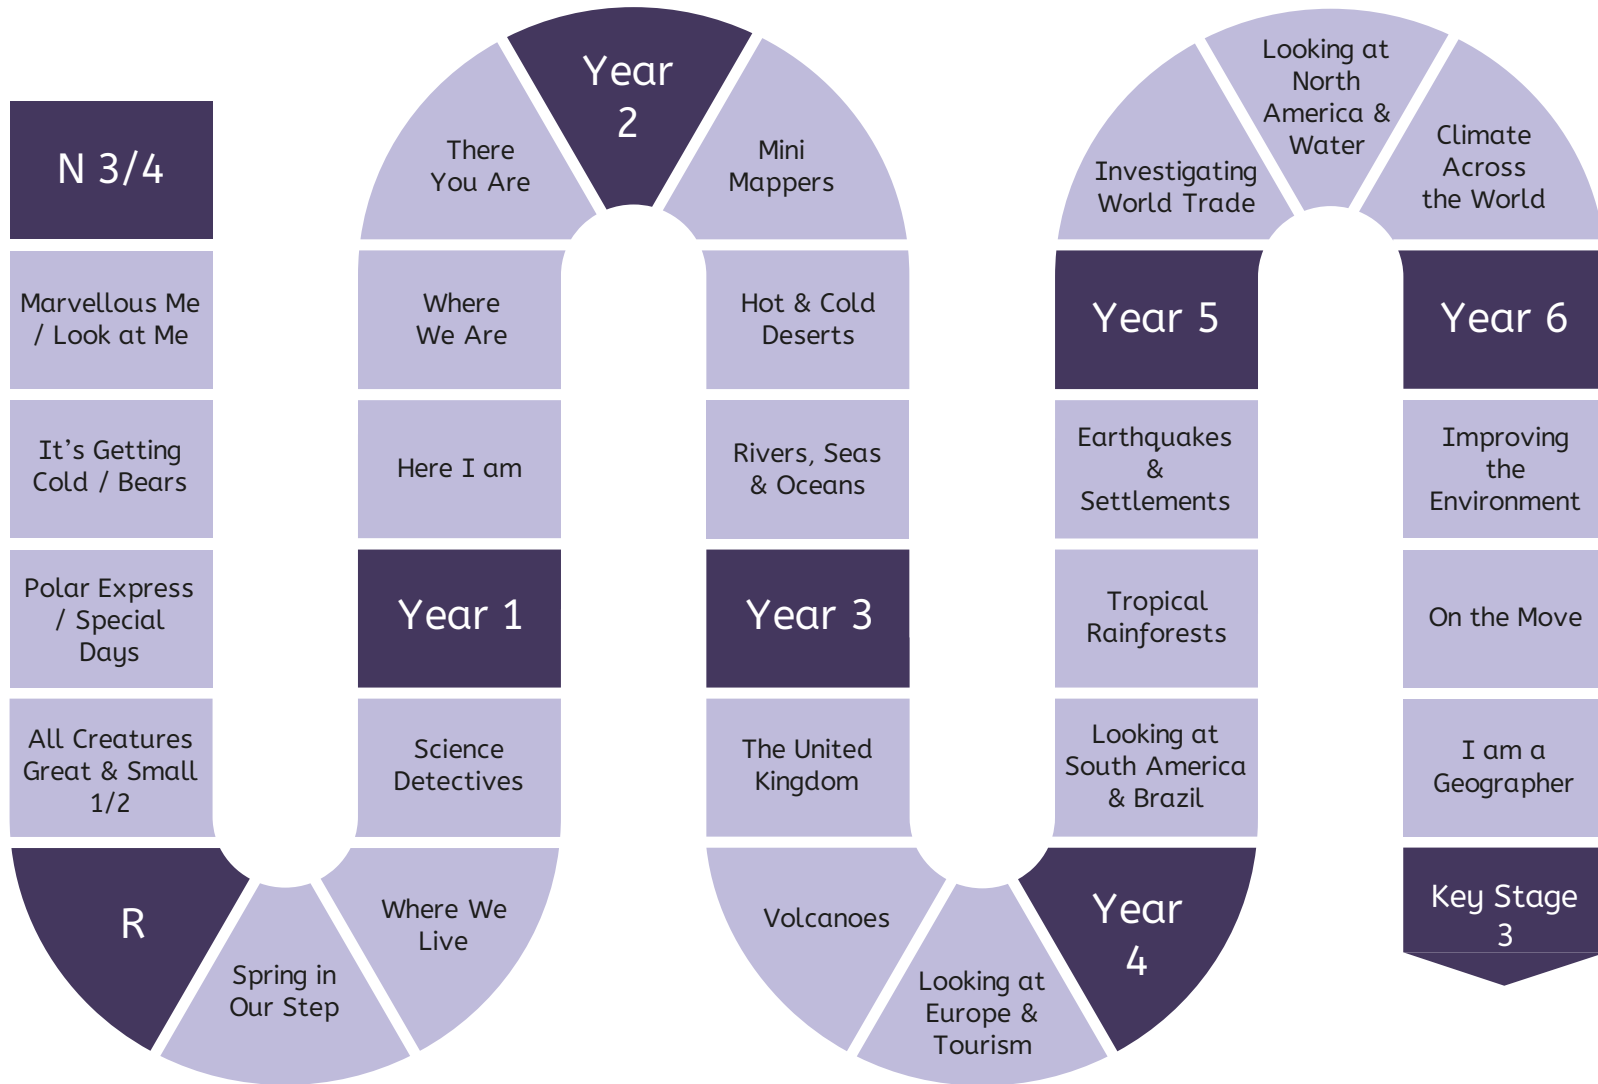 N 3/4
Marvellous Me
/ Look at Me
It's Getting
Cold / Bears
Polar Express
/ Special
Days
All Creatures
Great & Small
1/2
R
Spring in
Our Step
Where We
Live
Science
Detectives
Year 1
Here I am
Where
We Are
There
You Are
Year
2
Mini
Mappers
Hot & Cold
Deserts
Rivers, Seas
& Oceans
Year 3
The United
Kingdom
Volcanoes
Looking at
Europe &
Tourism
Year
4
Looking at
South America
& Brazil
Tropical
Rainforests
Earthquakes
&
Settlements
Year 5
Investigating
World Trade
Looking at
North
America &
Water
Climate
Across
the World
Year 6
Improving
the
Environment
On the Move
I am a
Geographer
Key Stage
3